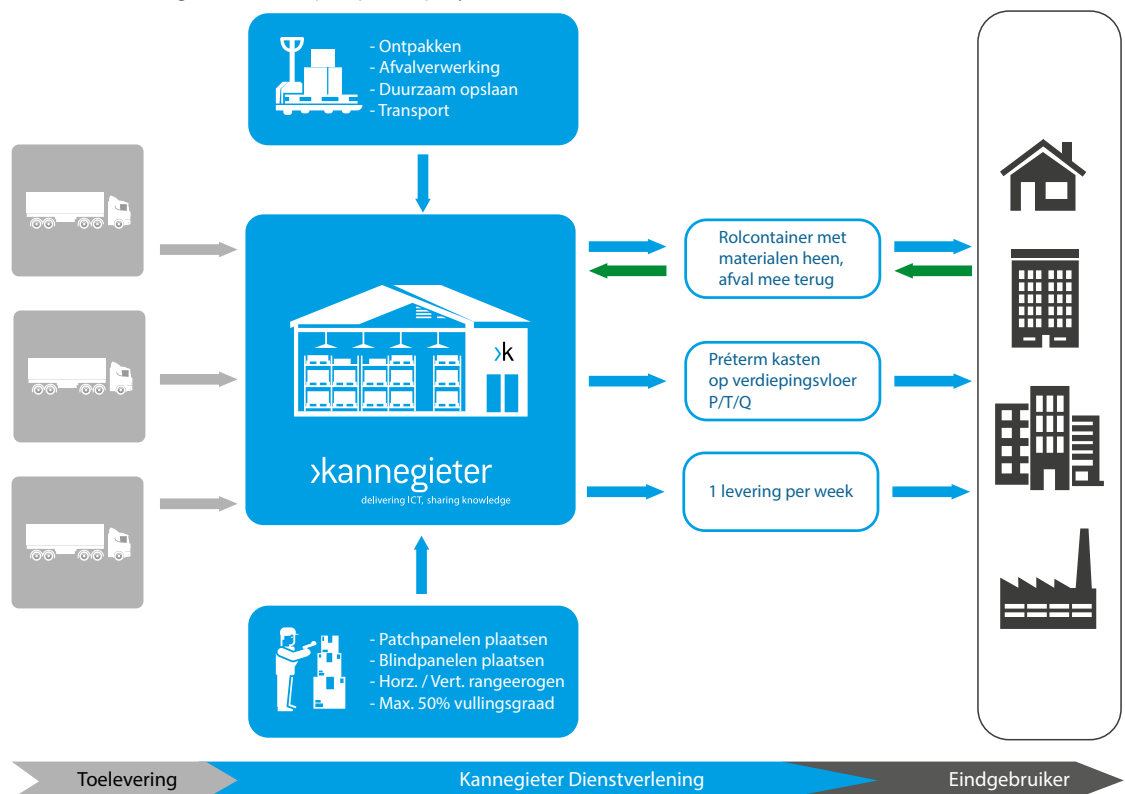 - Ontpakken
- Afvalverwerking
- Duurzaam opslaan
- Transport
Rolcontainer met
materialen heen,
afval mee terug
›k
Préterm kasten
op verdiepingsvloer
P/T/Q
›kannegieter
delivering ICT, sharing knowledge
1 levering per week
- Patchpanelen plaatsen
- Blindpanelen plaatsen
- Horz. / Vert. rangeerogen
- Max. 50% vullingsgraad
Toelevering
Kannegieter Dienstverlening
Eindgebruiker